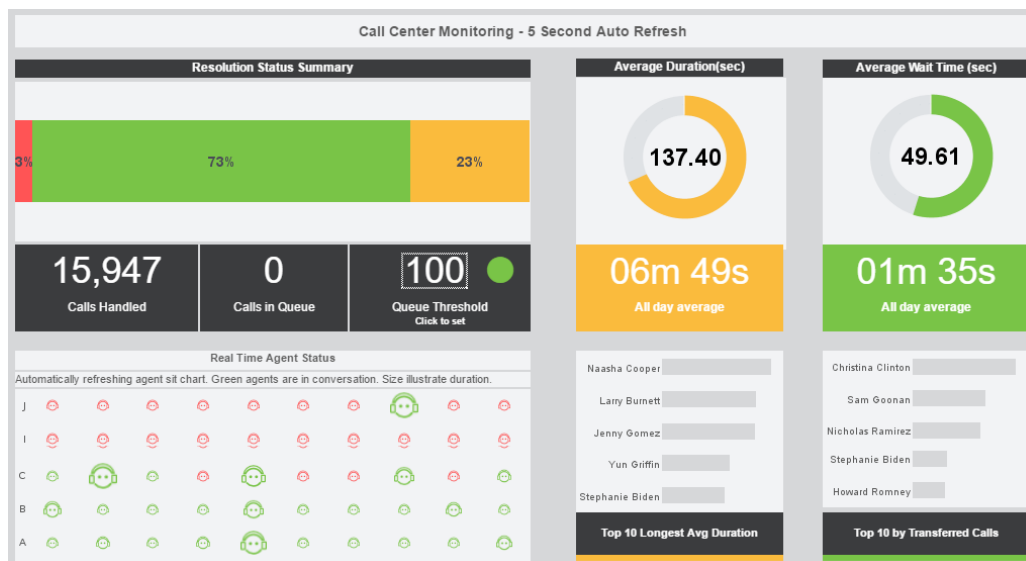 Call Center Monitoring - 5 Second Auto Refresh
Resolution Status Summary
3%
73%
23%
15,947
Calls Handled
0
Calls in Queue
100
Queue Threshold
Click to set
Average Duration(sec)
137.40
06m 49s
All day average
Average Wait Time (sec)
49.61
01m 35s
All day average
Real Time Agent Status
Automatically refreshing agent sit chart. Green agents are in conversation. Size illustrate duration.
J
I
C
B
A
Naasha Cooper
Larry Burnett
Jenny Gomez
Yun Griffin
Stephanie Biden
Top 10 Longest Avg Duration
Christina Clinton
Sam Goonan
Nicholas Ramirez
Stephanie Biden
Howard Romney
Top 10 by Transferred Calls